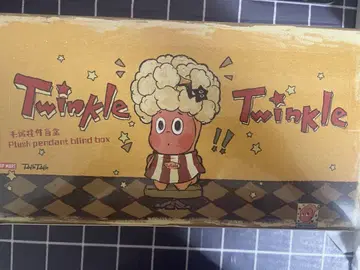 Twinkle
Twinkle
毛绒挂件盲盒
Plush pendant blind box
!!